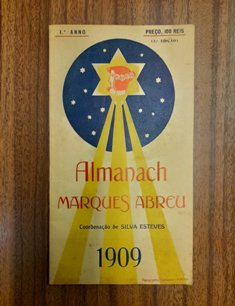 1.º ANNO
PREÇO, 100 REIS
Almanach
MARQUES ABREU
Coordenação de SILVA ESTEVES
1909